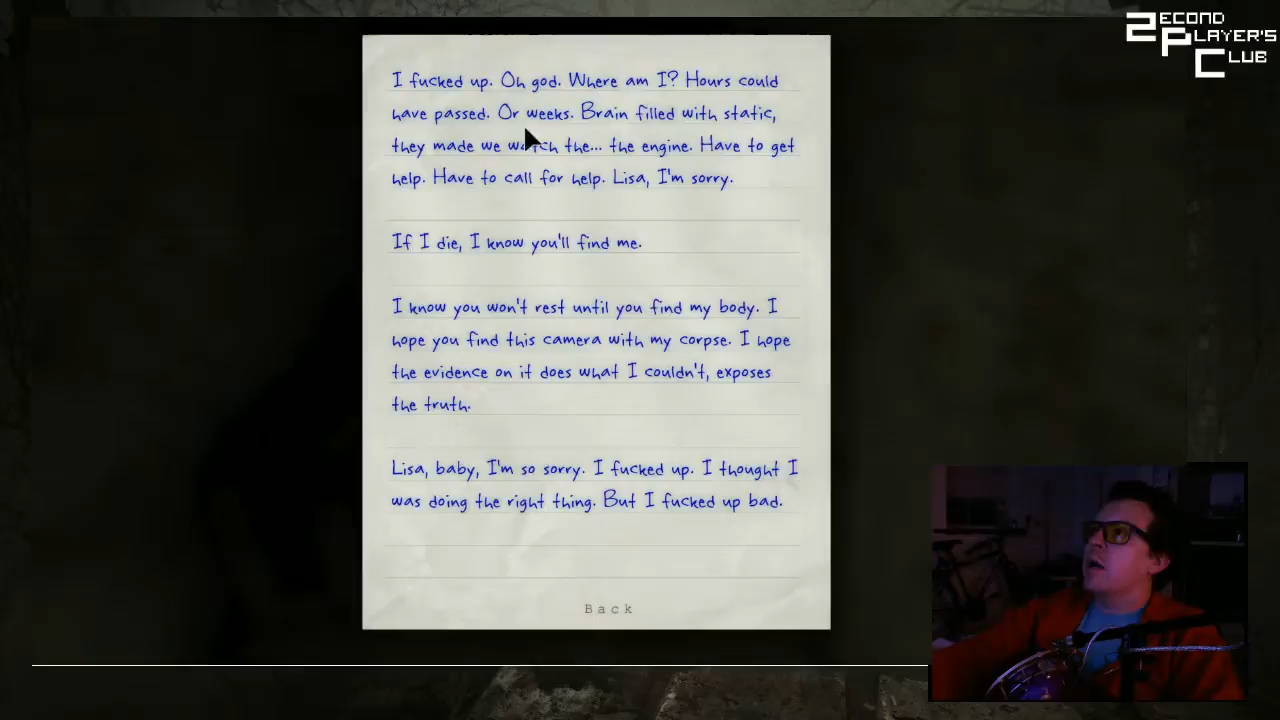 2ECOND
PLAYER'S
CLUB
I fucked up. Oh god. Where am I? Hours could
have passed. Or weeks. Brain filled with static,
they made we watch the... the engine. Have to get
help. Have to call for help. Lisa, I'm sorry.
If I die, I know you'll find me.
I know you won't rest until you find my body. I
hope you find this camera with my corpse. I hope
the evidence on it does what I couldn't, exposes
the truth.
Lisa, baby, I'm so sorry. I fucked up. I thought I
was doing the right thing. But I fucked up bad.
Back